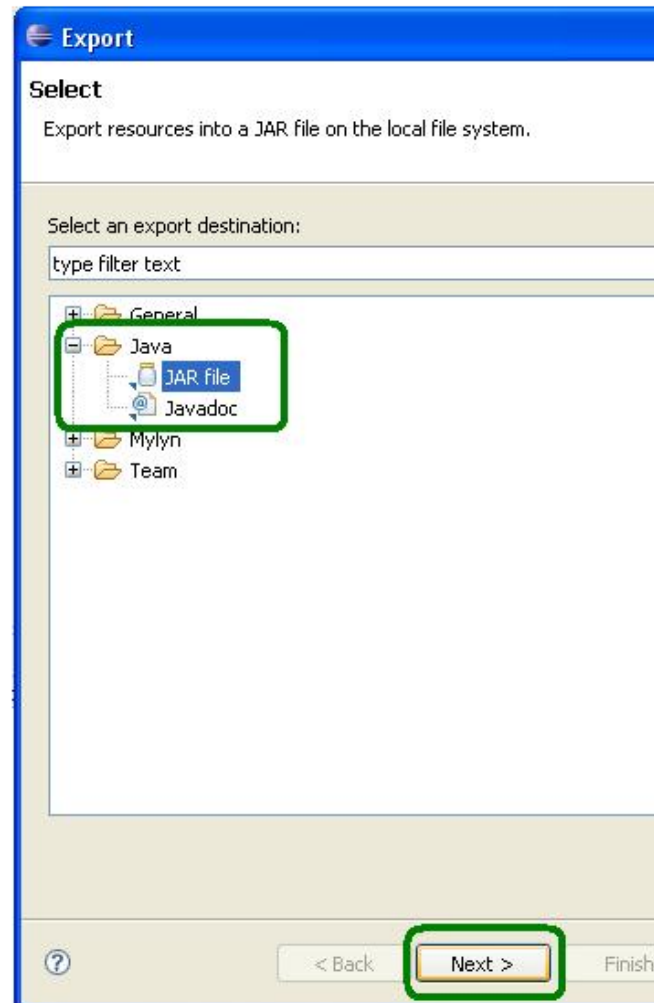 Export
Select
Export resources into a JAR file on the local file system.
Select an export destination:
type filter text
General
Java
JAR file
Javadoc
Mylyn
Team
? < Back Next > Finish